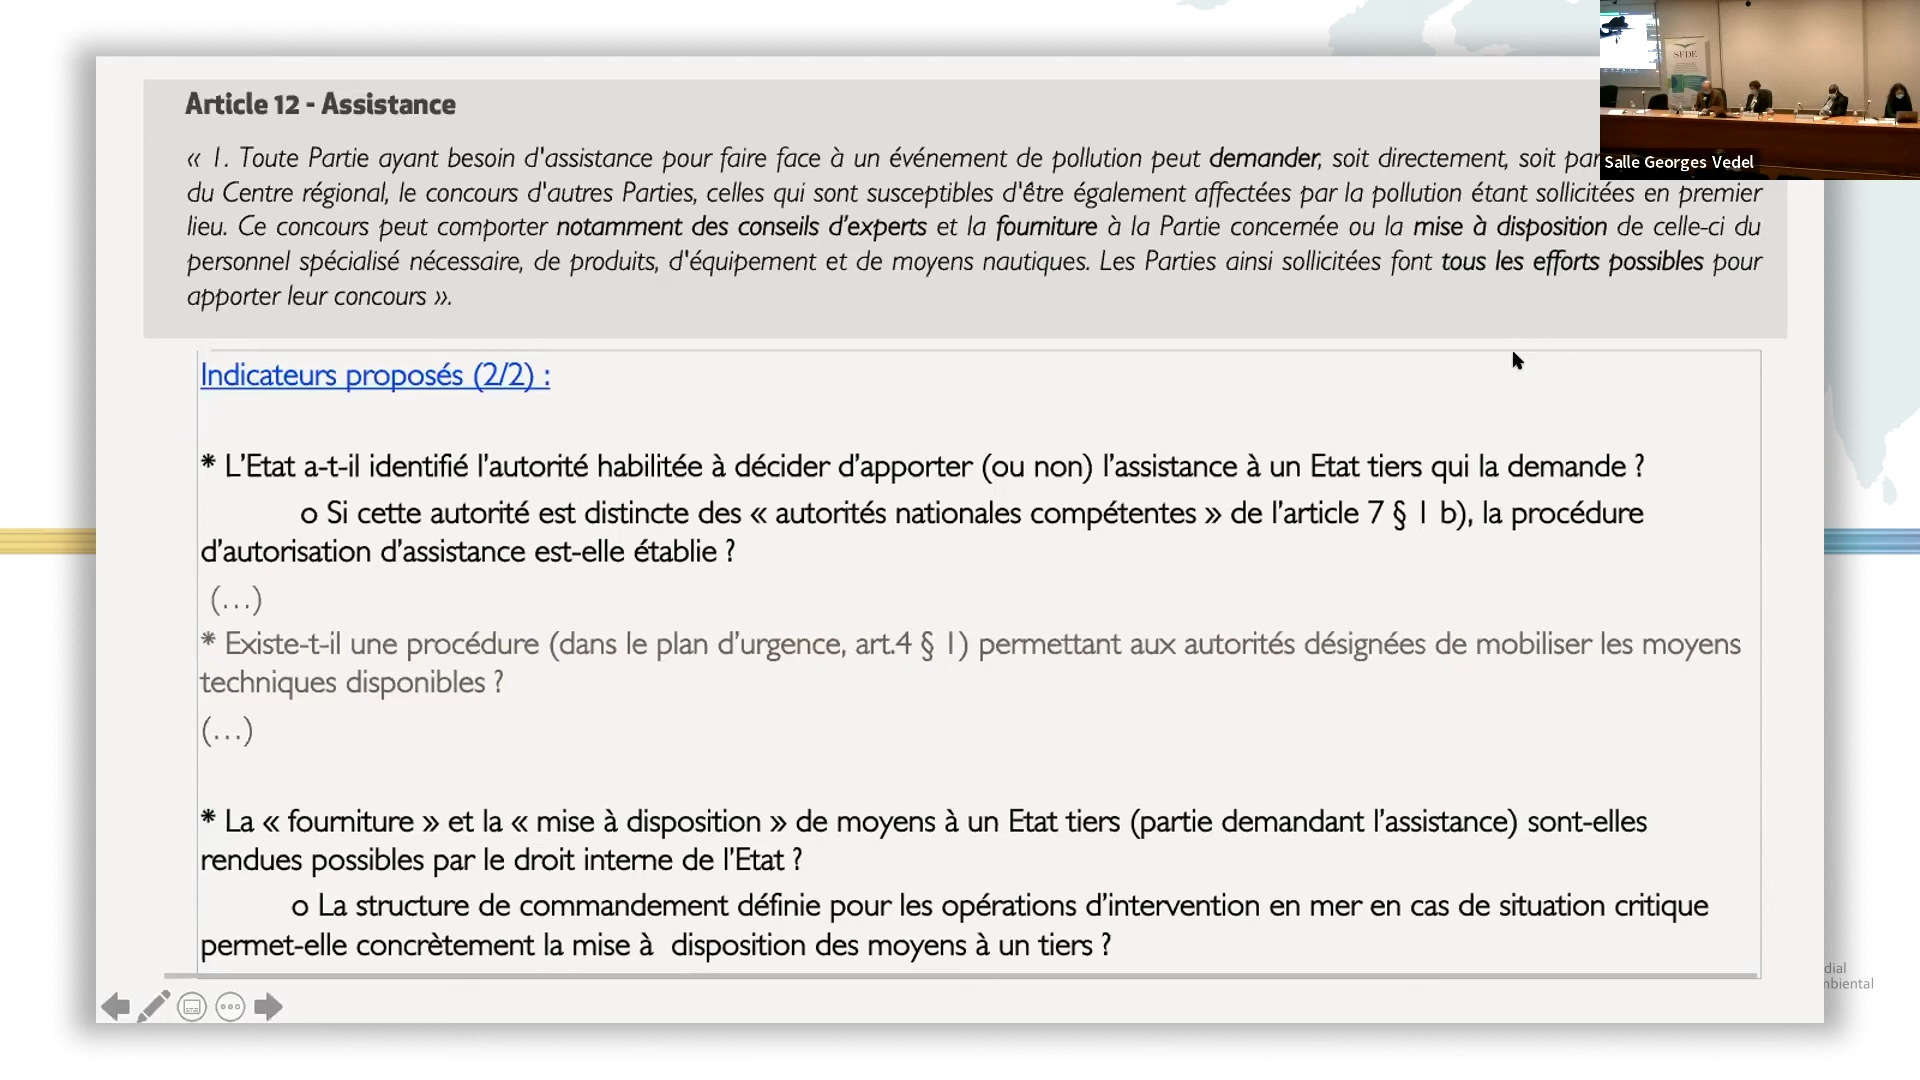 SFDE
Salle Georges Vedel
Article 12 - Assistance
« 1. Toute Partie ayant besoin d'assistance pour faire face à un événement de pollution peut demander, soit directement, soit par
du Centre régional, le concours d'autres Parties, celles qui sont susceptibles d'être également affectées par la pollution étant sollicitées en premier
lieu. Ce concours peut comporter notamment des conseils d'experts et la fourniture à la Partie concernée ou la mise à disposition de celle-ci du
personnel spécialisé nécessaire, de produits, d'équipement et de moyens nautiques. Les Parties ainsi sollicitées font tous les efforts possibles pour
apporter leur concours ».
Indicateurs proposés (2/2) :
* L'Etat a-t-il identifié l'autorité habilitée à décider d'apporter (ou non) l'assistance à un Etat tiers qui la demande ?
o Si cette autorité est distincte des « autorités nationales compétentes » de l'article 7 § 1 b), la procédure
d'autorisation d'assistance est-elle établie ?
(…)
* Existe-t-il une procédure (dans le plan d'urgence, art.4 § 1) permettant aux autorités désignées de mobiliser les moyens
techniques disponibles ?
(…)
* La « fourniture » et la « mise à disposition » de moyens à un Etat tiers (partie demandant l'assistance) sont-elles
rendues possibles par le droit interne de l'Etat ?
o La structure de commandement définie pour les opérations d'intervention en mer en cas de situation critique
permet-elle concrètement la mise à  disposition des moyens à un tiers ?
dial
mbiental